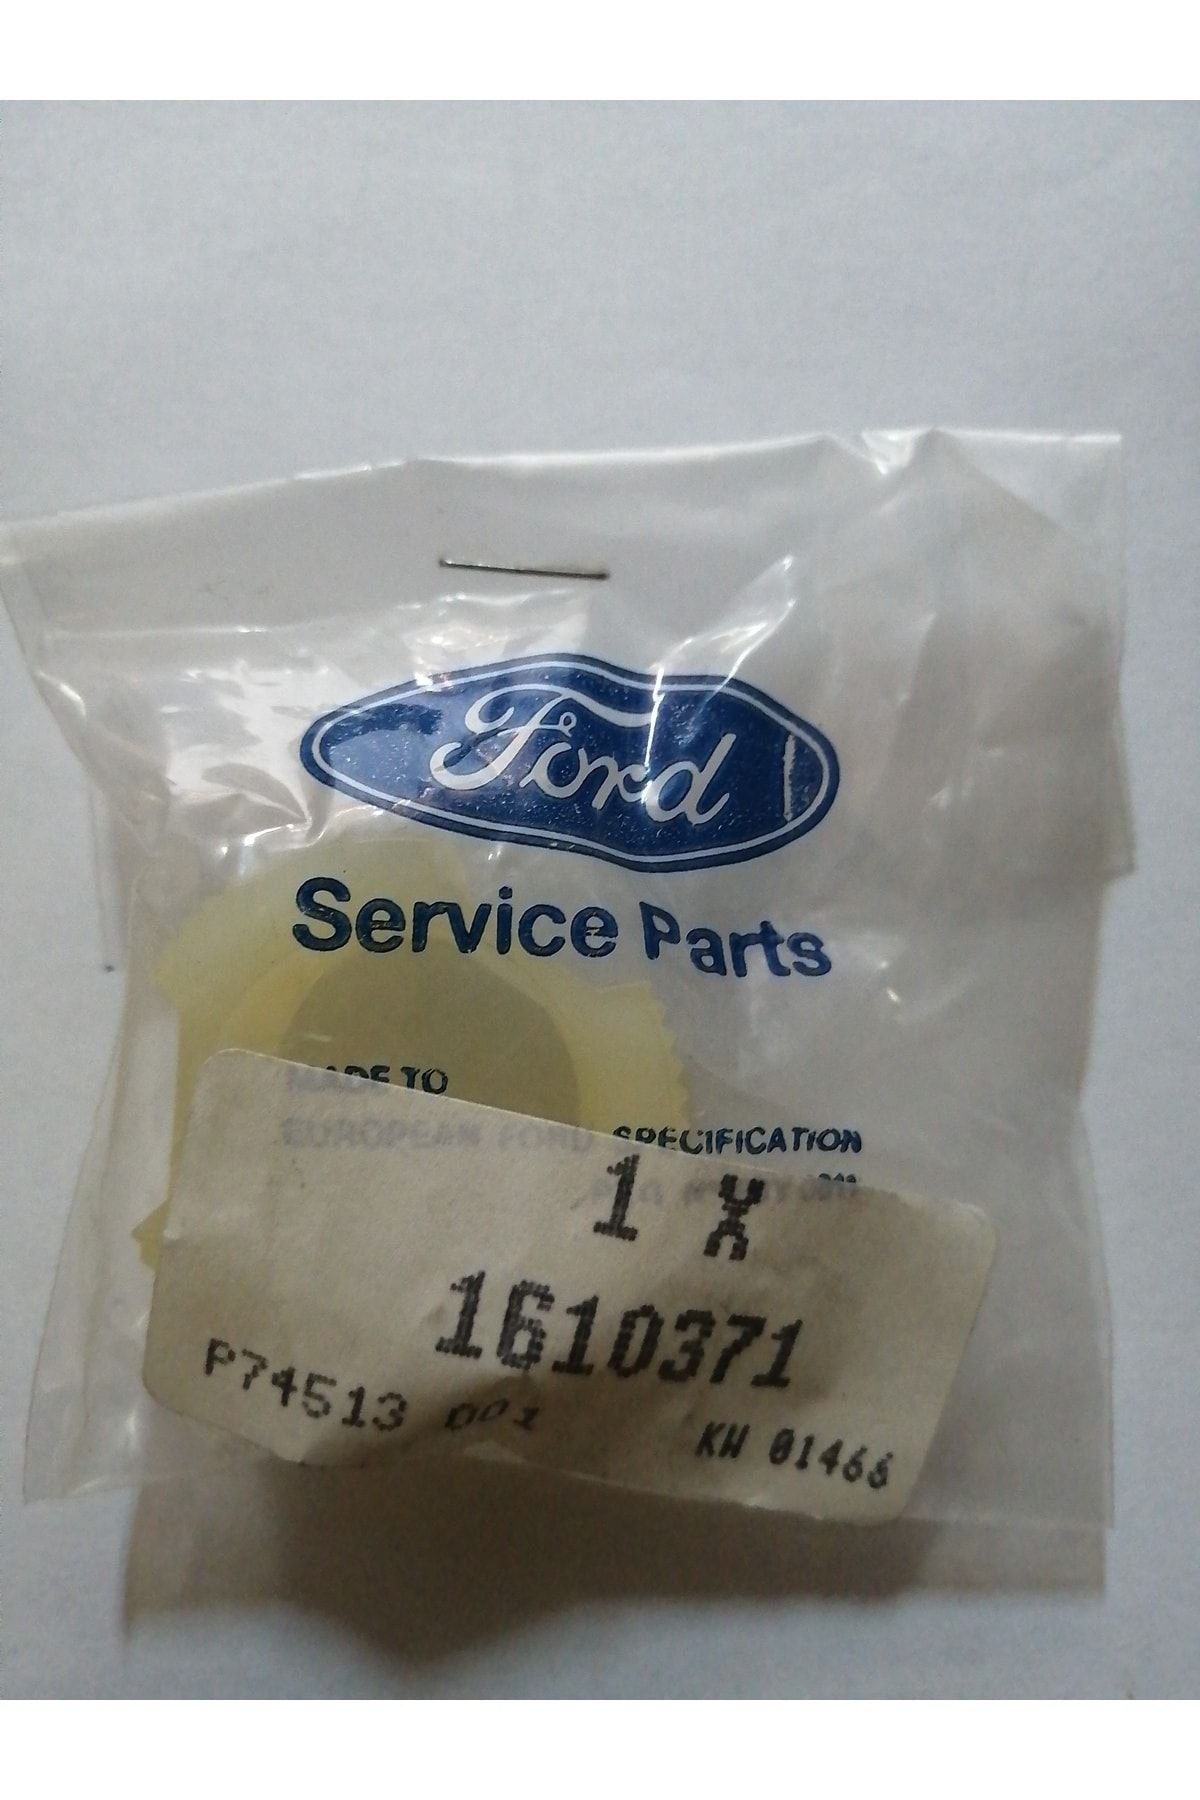 Ford
Service Parts
MADE TO
EUROPEAN FORD SPECIFICATION
1 X
1610371
P74513 001
KW 01466